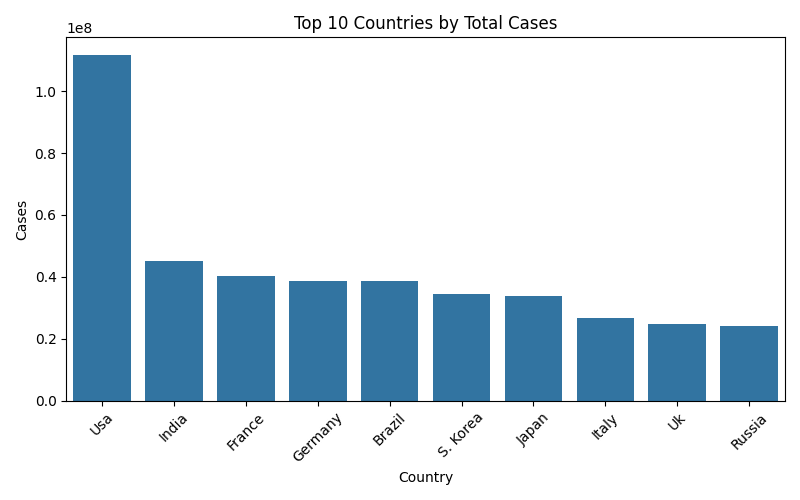 Top 10 Countries by Total Cases
1e8
1.0
0.8
0.6
0.4
0.2
0.0
Cases
Usa
India
France
Germany
Brazil
S. Korea
Japan
Italy
Uk
Russia
Country